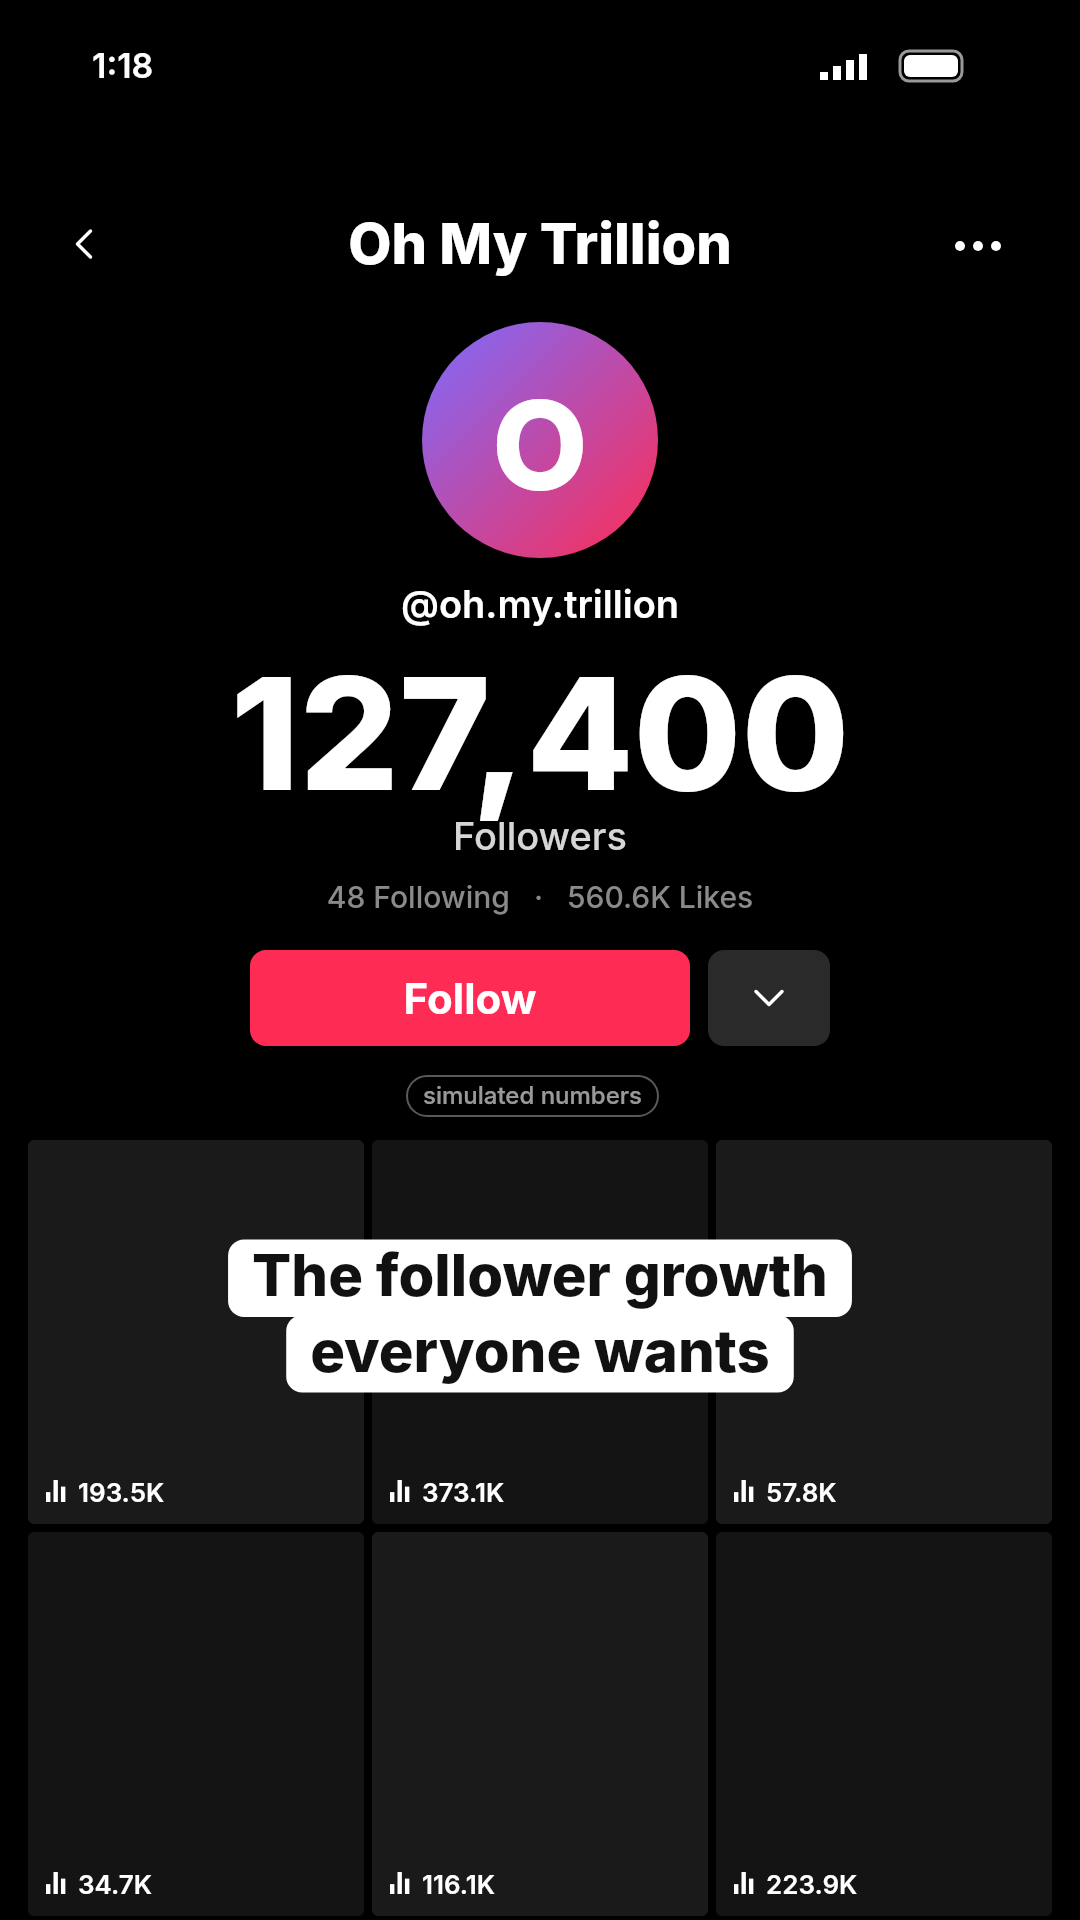 1:18
Oh My Trillion
O
@oh.my.trillion
127,400
Followers
48 Following · 560.6K Likes
Follow
simulated numbers
The follower growth
everyone wants
193.5K 373.1K 57.8K
34.7K 116.1K 223.9K